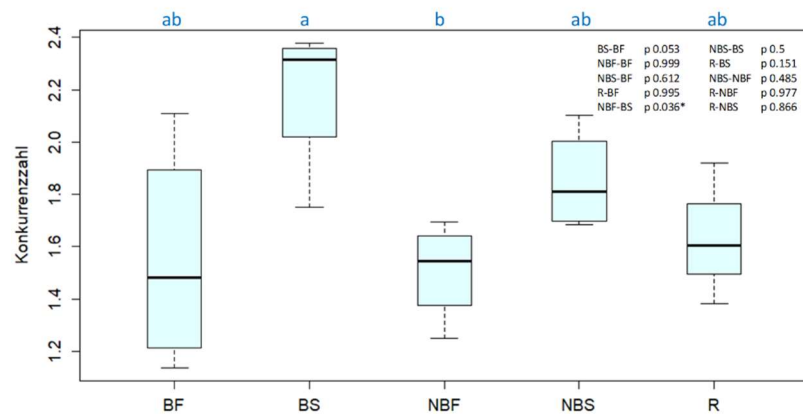 ab a b ab ab
BS-BF p 0.053 NBS-BS p 0.5
NBF-BF p 0.999 R-BS p 0.151
NBS-BF p 0.612 NBS-NBF p 0.485
R-BF p 0.995 R-NBF p 0.977
NBF-BS p 0.036* R-NBS p 0.866
Konkurrenzzahl
2.4
2.2
2.0
1.8
1.6
1.4
1.2
BF BS NBF NBS R